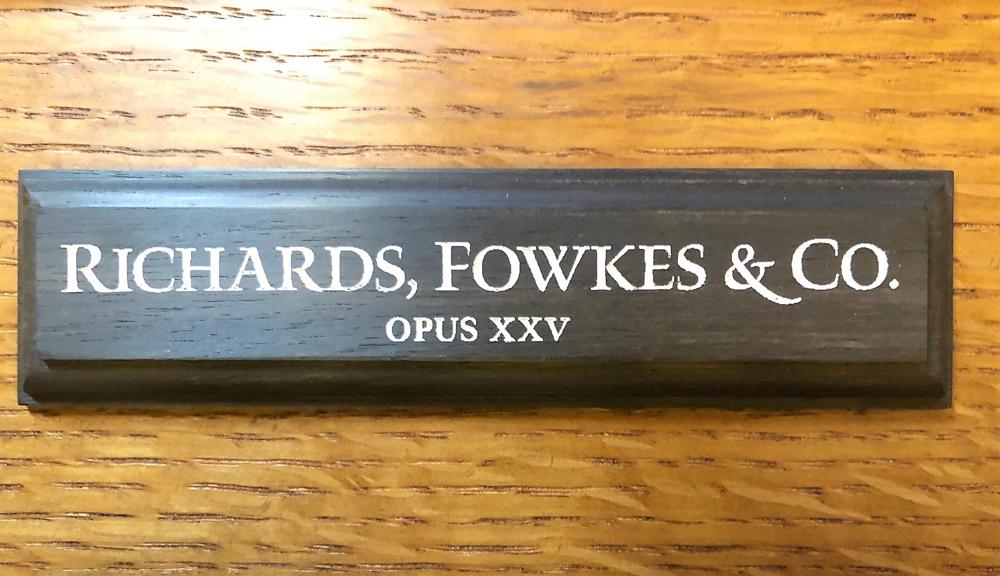 RICHARDS, FOWKES & CO.
OPUS XXV